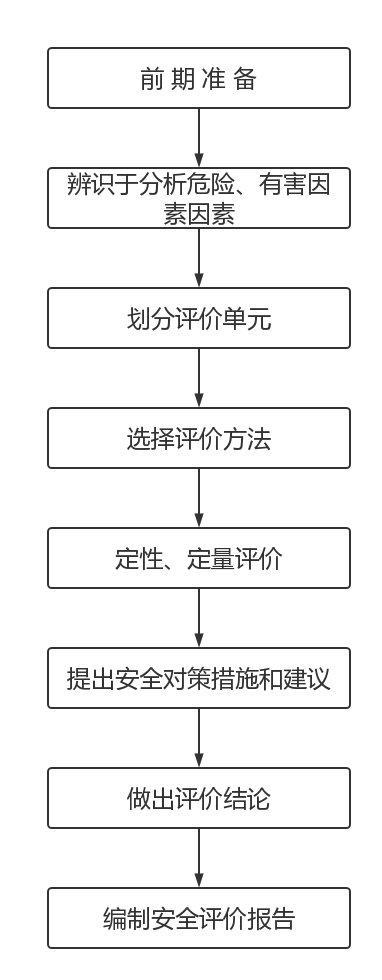 前 期 准 备
辨识于分析危险、有害因
素因素
划分评价单元
选择评价方法
定性、定量评价
提出安全对策措施和建议
做出评价结论
编制安全评价报告